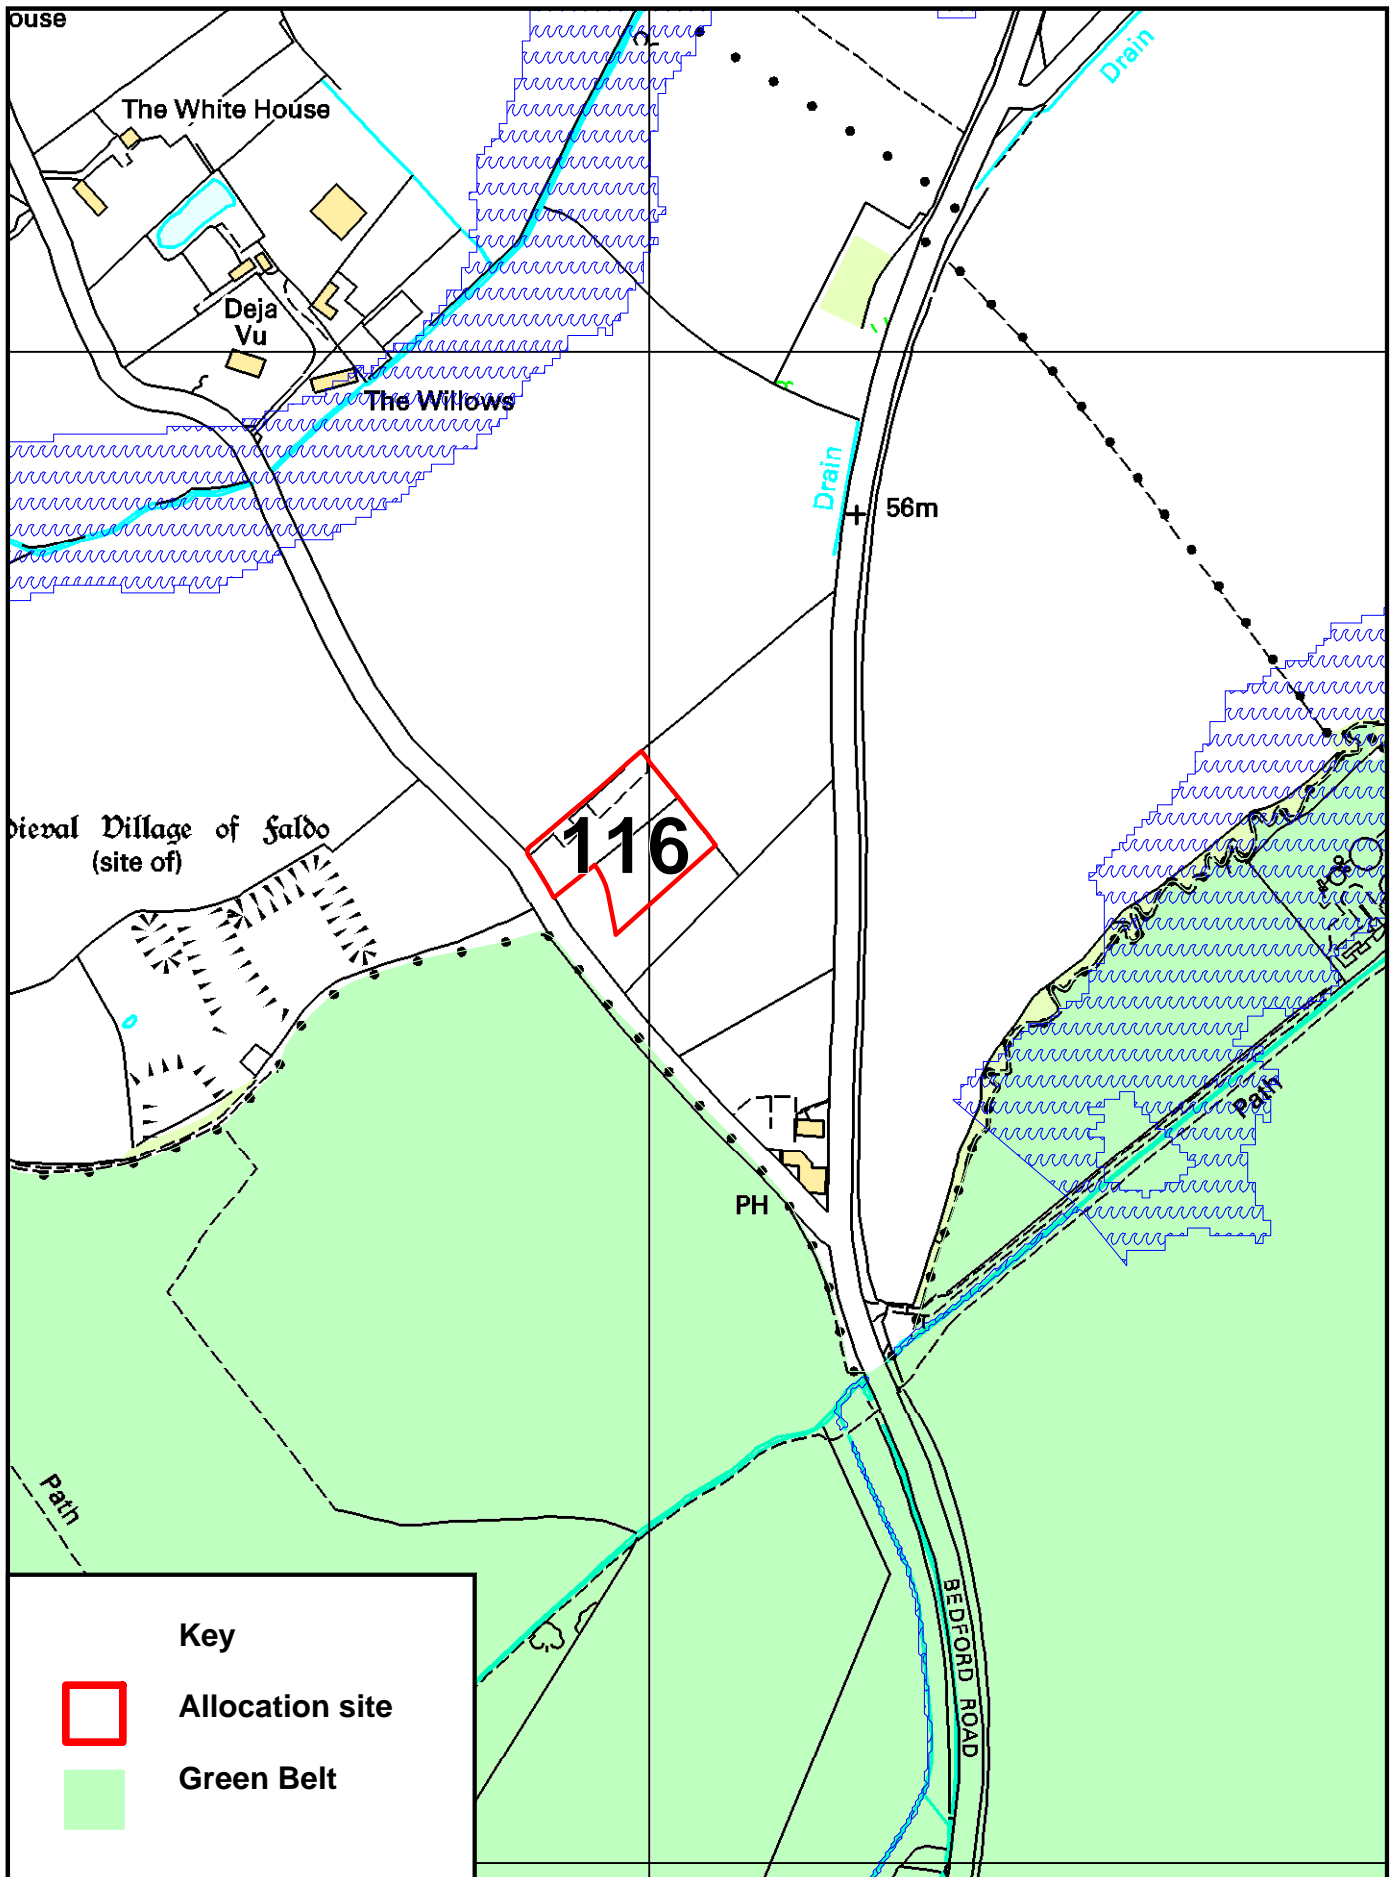 ouse
The White House
Drain
Deja
Vu
The Willows
Drain
56m
dieval Village of Faldo
(site of)
116
Path
PH
Path
BEDFORD ROAD
Key
Allocation site
Green Belt